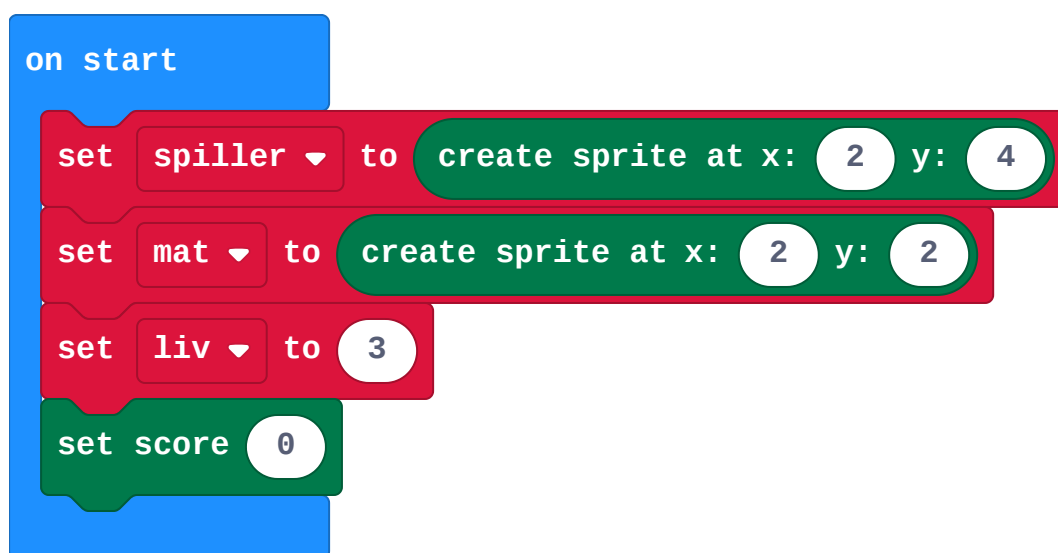 on start
set spiller to create sprite at x: 2 y: 4
set mat to create sprite at x: 2 y: 2
set liv to 3
set score 0